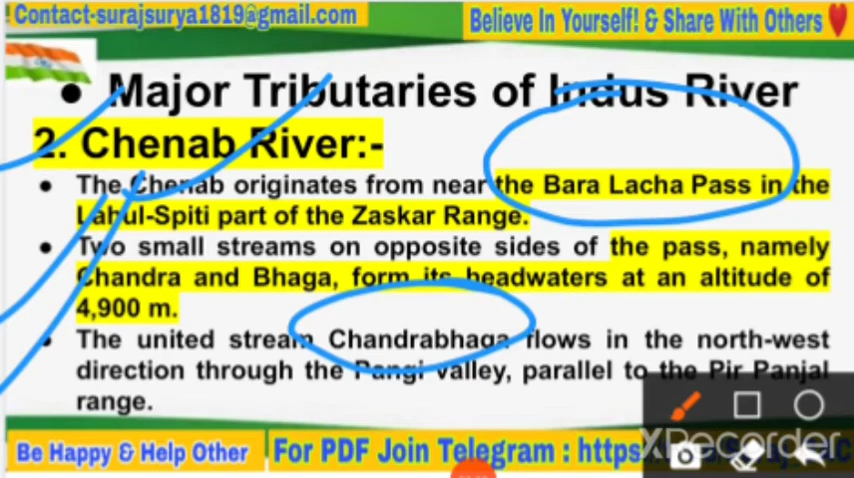 Contact-surajsurya1819@gmail.com
Believe In Yourself! & Share With Others
• Major Tributaries of Indus River
2. Chenab River:-
• The Chenab originates from near the Bara Lacha Pass in the
Lahul-Spiti part of the Zaskar Range.
• Two small streams on opposite sides of the pass, namely
Chandra and Bhaga, form its headwaters at an altitude of
4,900 m.
• The united stream Chandrabhaga flows in the north-west
direction through the Pangi valley, parallel to the Pir Panjal
range.
Be Happy & Help Other
For PDF Join Telegram : https
XRecorder